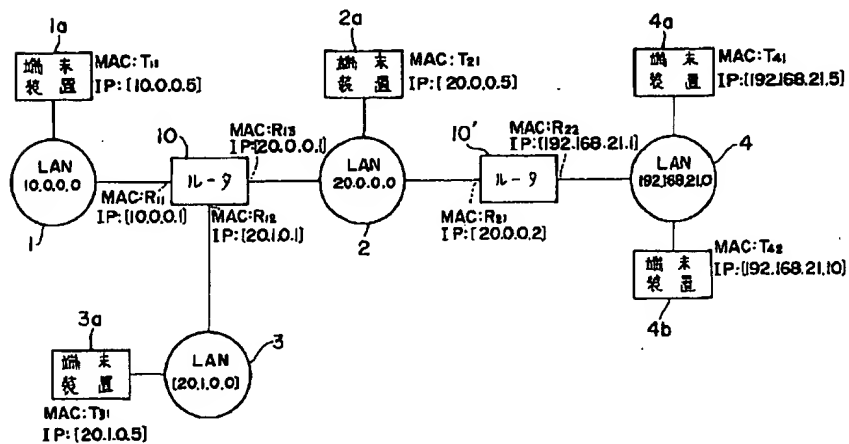 1a
端末
装置
MAC:T11
IP:[10.0.0.5]
2a
端末
装置
MAC:T21
IP:[20.0.0.5]
4a
端末
装置
MAC:T41
IP:[192.168.21.5]
LAN
10.0.0.0
1
MAC:R11
IP:[10.0.0.1]
10
ルータ
MAC:R13
IP:[20.0.0.1]
MAC:R12
IP:[20.1.0.1]
LAN
20.0.0.0
2
10'
ルータ
MAC:R22
IP:[192.168.21.1]
MAC:R21
IP:[20.0.0.2]
LAN
192.168.21.0
4
端末
装置
MAC:T42
IP:[192.168.21.10]
4b
3a
端末
装置
MAC:T31
IP:[20.1.0.5]
LAN
[20.1.0.0]
3